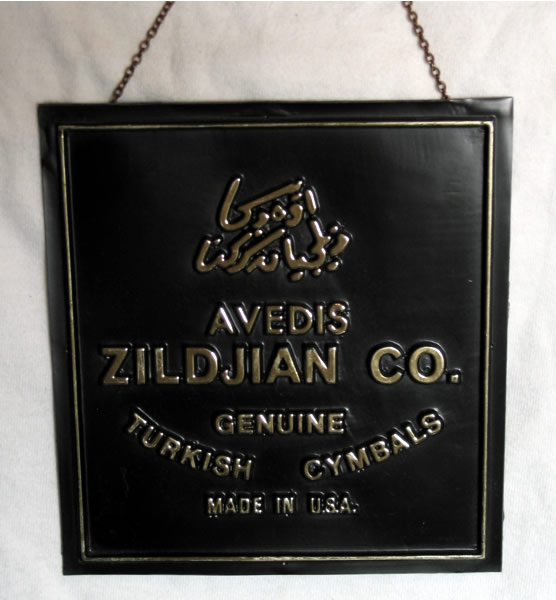 AVEDIS
ZILDJIAN CO.
GENUINE
TURKISH CYMBALS
MADE IN U.S.A.